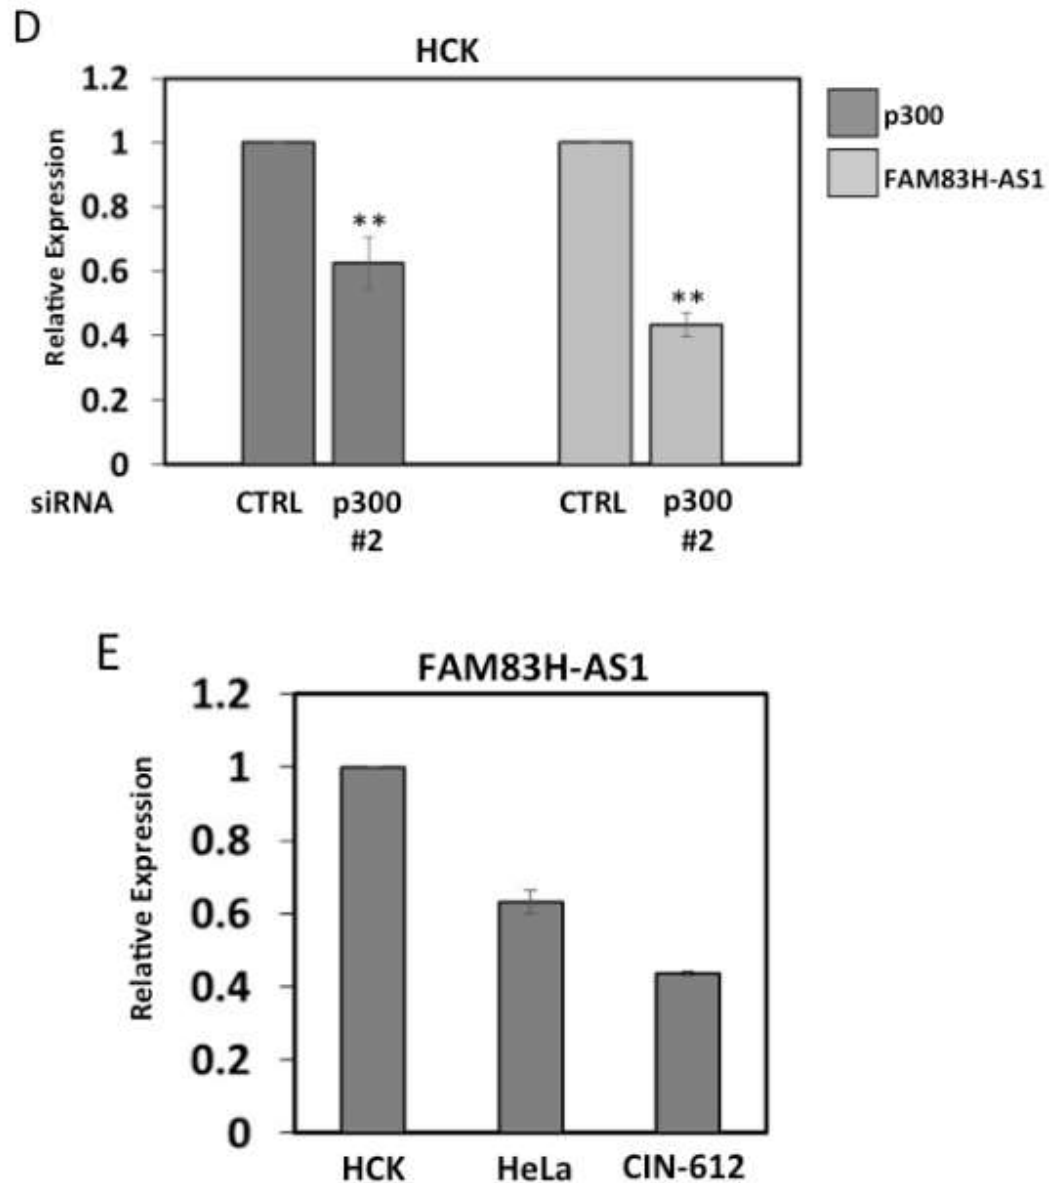 D
HCK
1.2
1
0.8
0.6
0.4
0.2
0
Relative Expression
**
**
p300
FAM83H-AS1
siRNA CTRL p300 CTRL p300
#2 #2
E
FAM83H-AS1
1.2
1
0.8
0.6
0.4
0.2
0
Relative Expression
HCK HeLa CIN-612